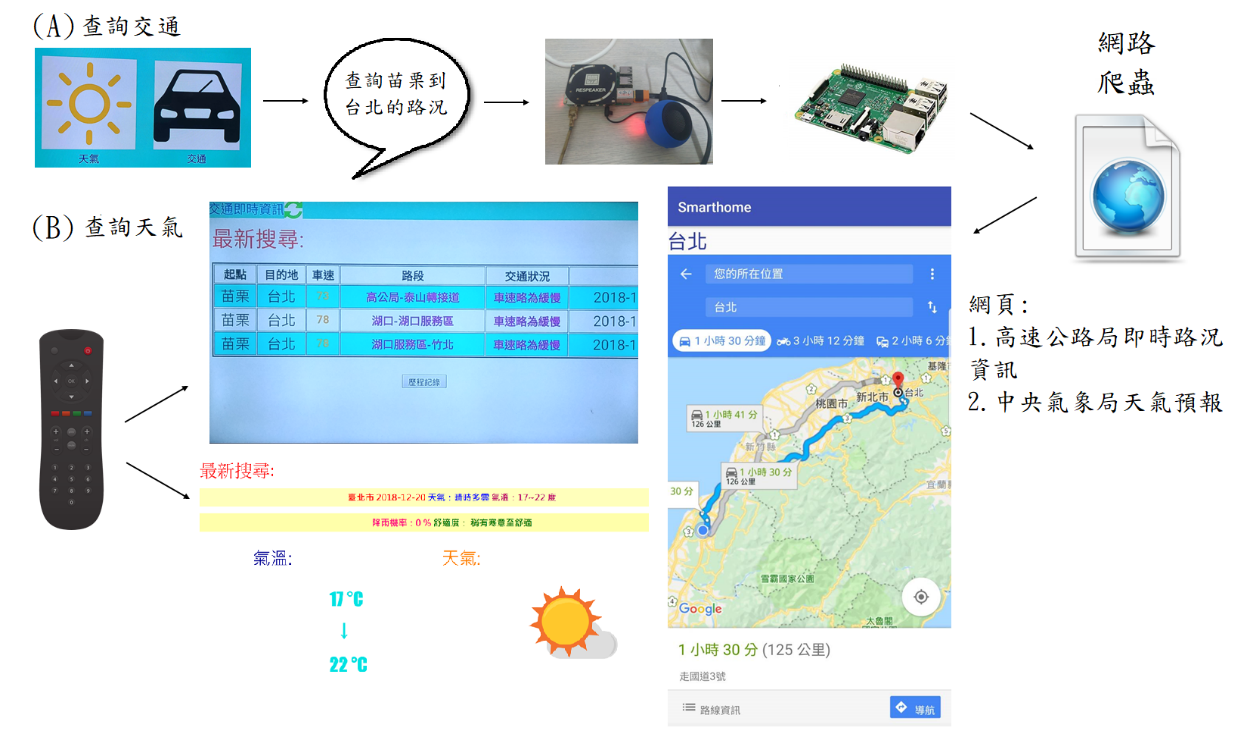 (A)查詢交通
天氣
交通
查詢苗栗到
台北的路況
RESPEAKER
網路
爬蟲
(B)查詢天氣
交通即時資訊
最新搜尋:
起點 目的地 車速 路段 交通狀況
苗栗 台北 高公局-泰山轉接道 車速略為緩慢 2018-1
苗栗 台北 78 湖口-湖口服務區 車速略為緩慢 2018-1
苗栗 台北 湖口服務區-竹北 車速略為緩慢 2018-1
歷程記錄
最新搜尋:
臺北市 2018-12-20 天氣：晴時多雲 氣溫：17~22 度
降雨機率：0 % 舒適度： 稍有寒意至舒適
氣溫:
天氣:
17 °C
↓
22 °C
Smarthome
台北
您的所在位置
台北
1 小時 30 分鐘 3 小時 12 分鐘 2 小時 6 分
基隆
台北
新北市
桃園市
1 小時 41 分
126 公里
新竹縣
1 小時 30 分
126 公里
宜蘭
30 分
雪霸國家公園
Google
太魯閣
1 小時 30 分 (125 公里)
走國道3號
路線資訊
導航
網頁:
1.高速公路局即時路況
資訊
2.中央氣象局天氣預報